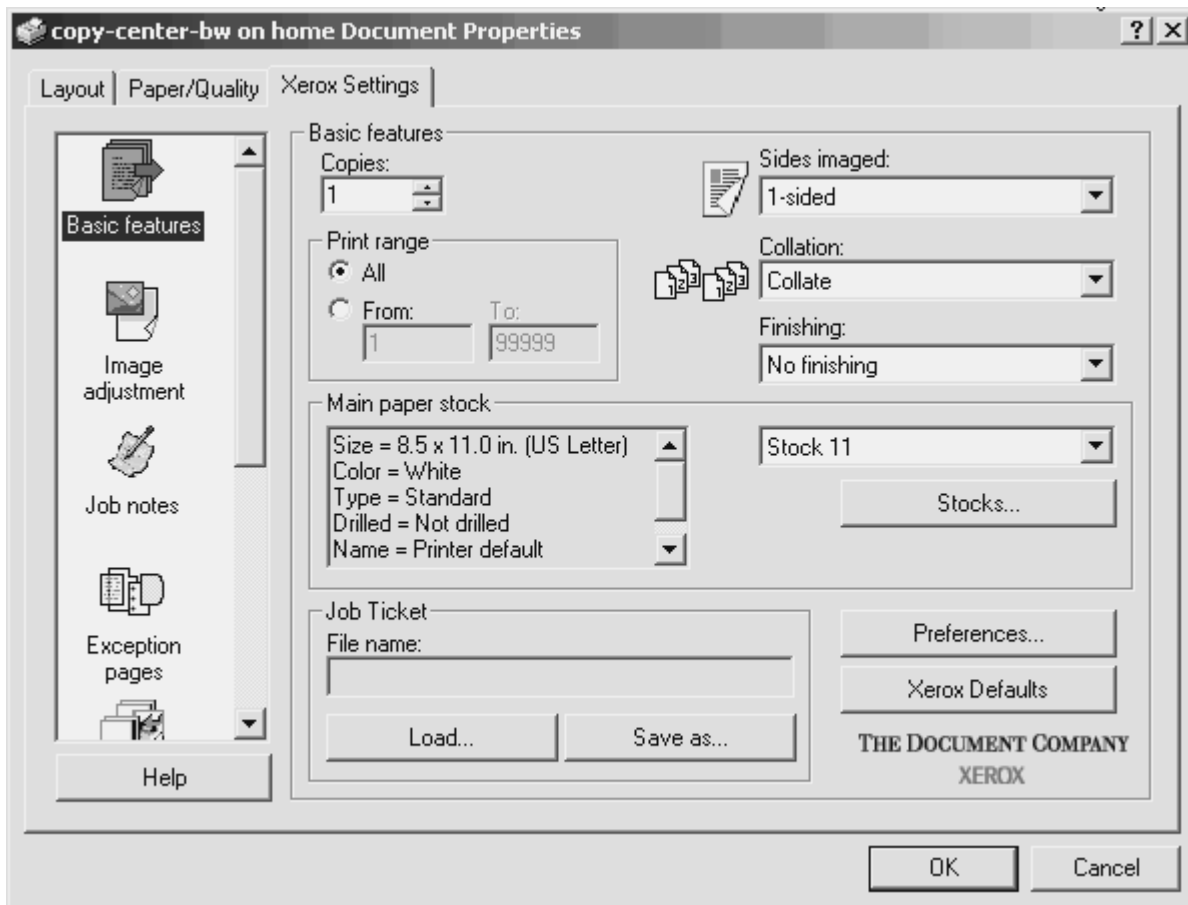 copy-center-bw on home Document Properties
Layout
Paper/Quality
Xerox Settings
Basic features
Image
adjustment
Job notes
Exception
pages
Help
Basic features
Copies:
1
Print range
All
From:
To:
1
99999
Sides imaged:
1-sided
Collation:
Collate
Finishing:
No finishing
Main paper stock
Size = 8.5 x 11.0 in. (US Letter)
Color = White
Type = Standard
Drilled = Not drilled
Name = Printer default
Stock 11
Stocks...
Job Ticket
File name:
Load...
Save as...
Preferences...
Xerox Defaults
THE DOCUMENT COMPANY
XEROX
OK
Cancel